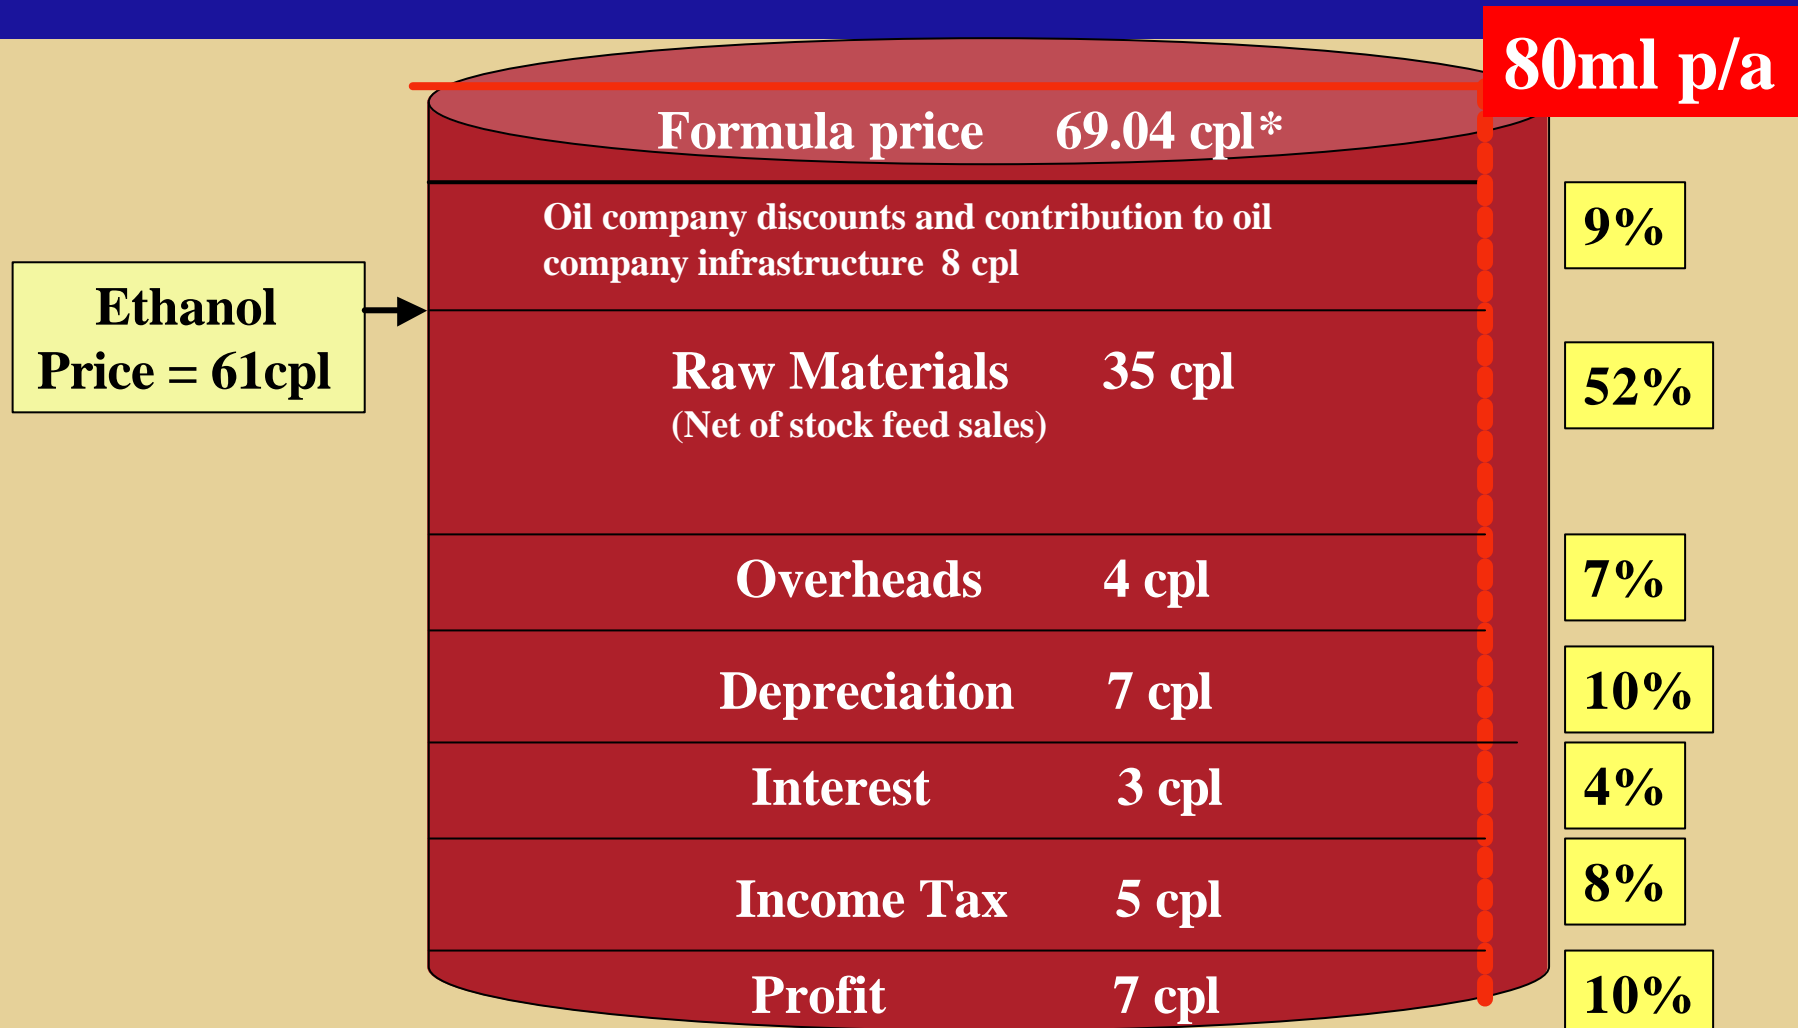 80ml p/a
Formula price 69.04 cpl*
Oil company discounts and contribution to oil
company infrastructure 8 cpl
9%
Ethanol
Price = 61cpl
Raw Materials 35 cpl
(Net of stock feed sales)
52%
Overheads 4 cpl
7%
Depreciation 7 cpl
10%
Interest 3 cpl
4%
Income Tax 5 cpl
8%
Profit 7 cpl
10%